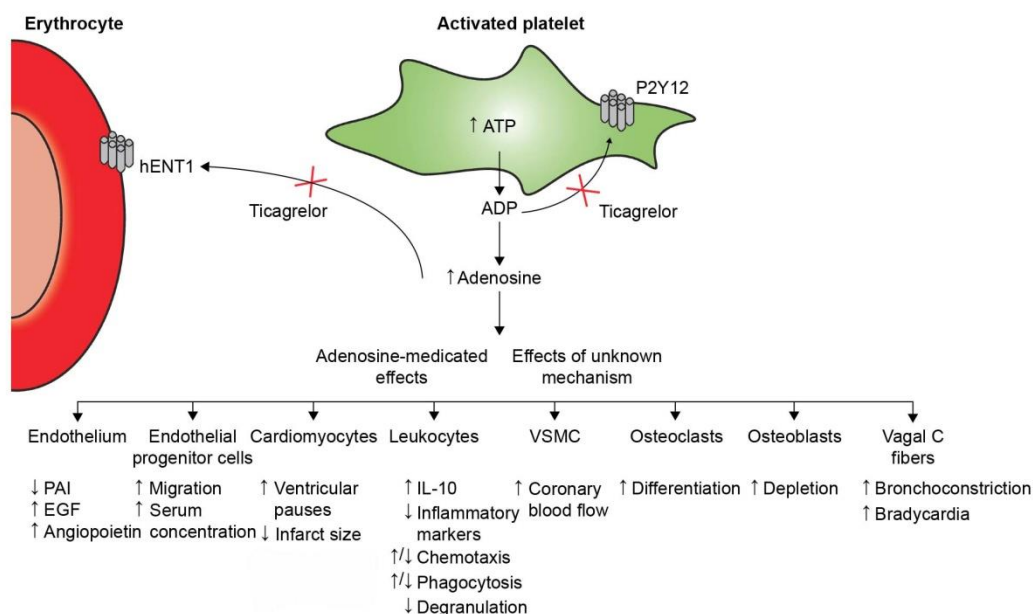 Erythrocyte
Activated platelet
P2Y12
↑ ATP
hENT1
Ticagrelor
ADP
Ticagrelor
↑ Adenosine
Adenosine-medicated
effects
Effects of unknown
mechanism
Endothelium
↓ PAI
↑ EGF
↑ Angiopoietin
Endothelial
progenitor cells
↑ Migration
↑ Serum
concentration
Cardiomyocytes
↑ Ventricular
pauses
↓ Infarct size
Leukocytes
↑ IL-10
↓ Inflammatory
markers
↑/↓ Chemotaxis
↑/↓ Phagocytosis
↓ Degranulation
VSMC
↑ Coronary
blood flow
Osteoclasts
↑ Differentiation
Osteoblasts
↑ Depletion
Vagal C
fibers
↑ Bronchoconstriction
↑ Bradycardia